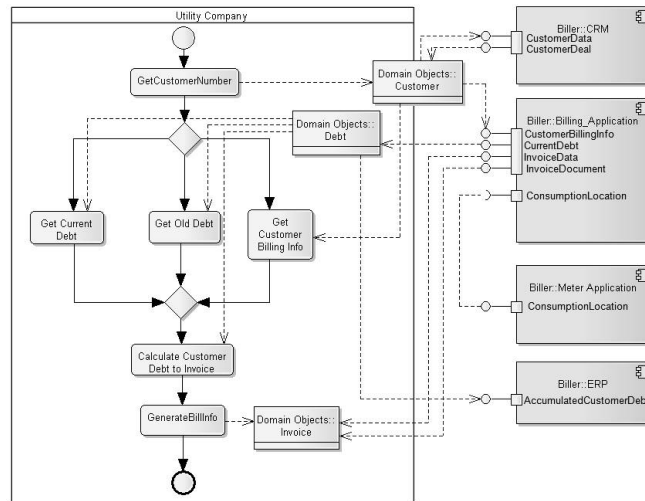 Utility Company
GetCustomerNumber
Domain Objects::
Customer
Domain Objects::
Debt
Get Current
Debt
Get Old Debt
Get
Customer
Billing Info
Calculate Customer
Debt to Invoice
GenerateBillInfo
Domain Objects::
Invoice
Biller::CRM
CustomerData
CustomerDeal
Biller::Billing_Application
CustomerBillingInfo
CurrentDebt
InvoiceData
InvoiceDocument
ConsumptionLocation
Biller::Meter Application
ConsumptionLocation
Biller::ERP
AccumulatedCustomerDeb